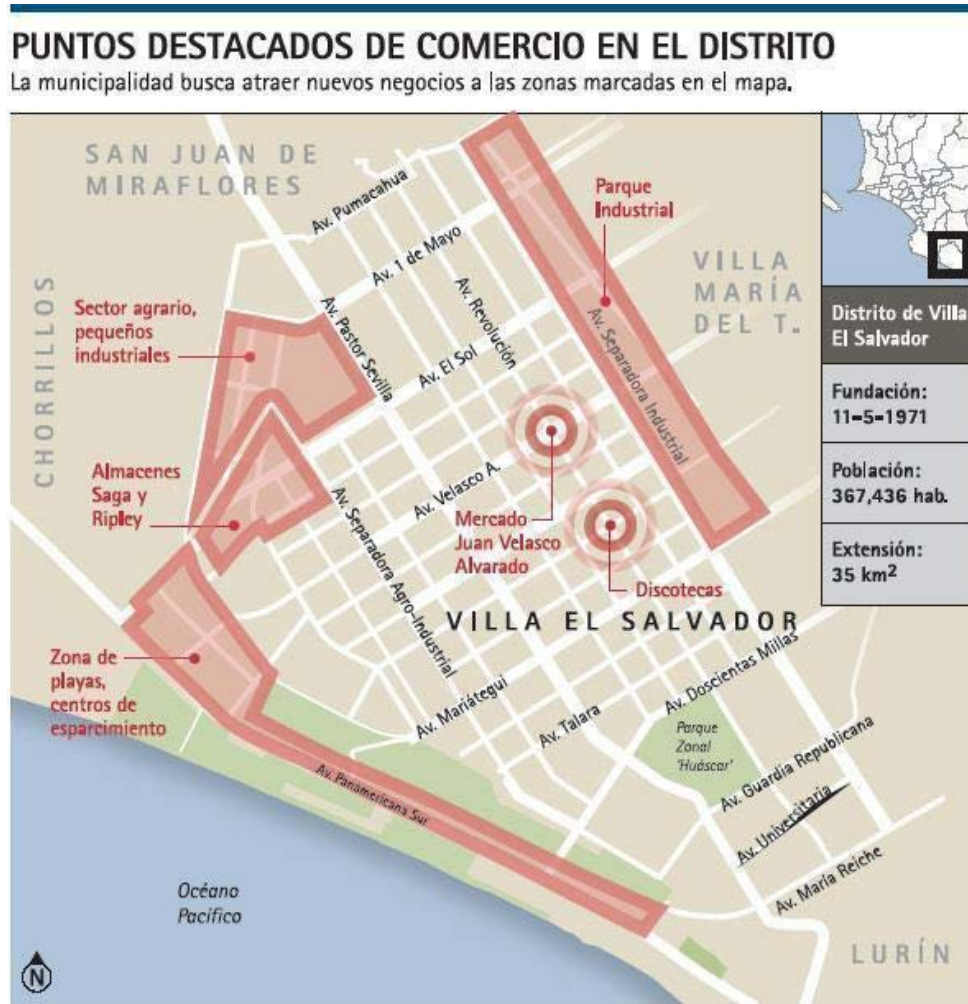 PUNTOS DESTACADOS DE COMERCIO EN EL DISTRITO
La municipalidad busca atraer nuevos negocios a las zonas marcadas en el mapa.
SAN JUAN DE
MIRAFLORES
Av. Pumacahua
Parque
Industrial
Av. 1 de Mayo
VILLA
MARÍA
DEL T.
Av. Revolución
Sector agrario,
pequeños
industriales
Av. Pastor Sevilla
Av. El Sol
Av. Separadora Industrial
CHORRILLOS
Distrito de Villa
El Salvador
Fundación:
11-5-1971
Población:
367,436 hab.
Extensión:
35 km²
Almacenes
Saga y
Ripley
Av. Velasco A.
Av. Separadora Agro-Industrial
Mercado
Juan Velasco
Alvarado
Discotecas
VILLA EL SALVADOR
Zona de
playas,
centros de
esparcimiento
Av. Mariátegui
Av. Talara
Av. Doscientas Millas
Parque
Zonal
'Huáscar'
Av. Guardia Republicana
Av. Panamericana Sur
Av. Universitaria
Av. María Reiche
Océano
Pacífico
LURÍN
N